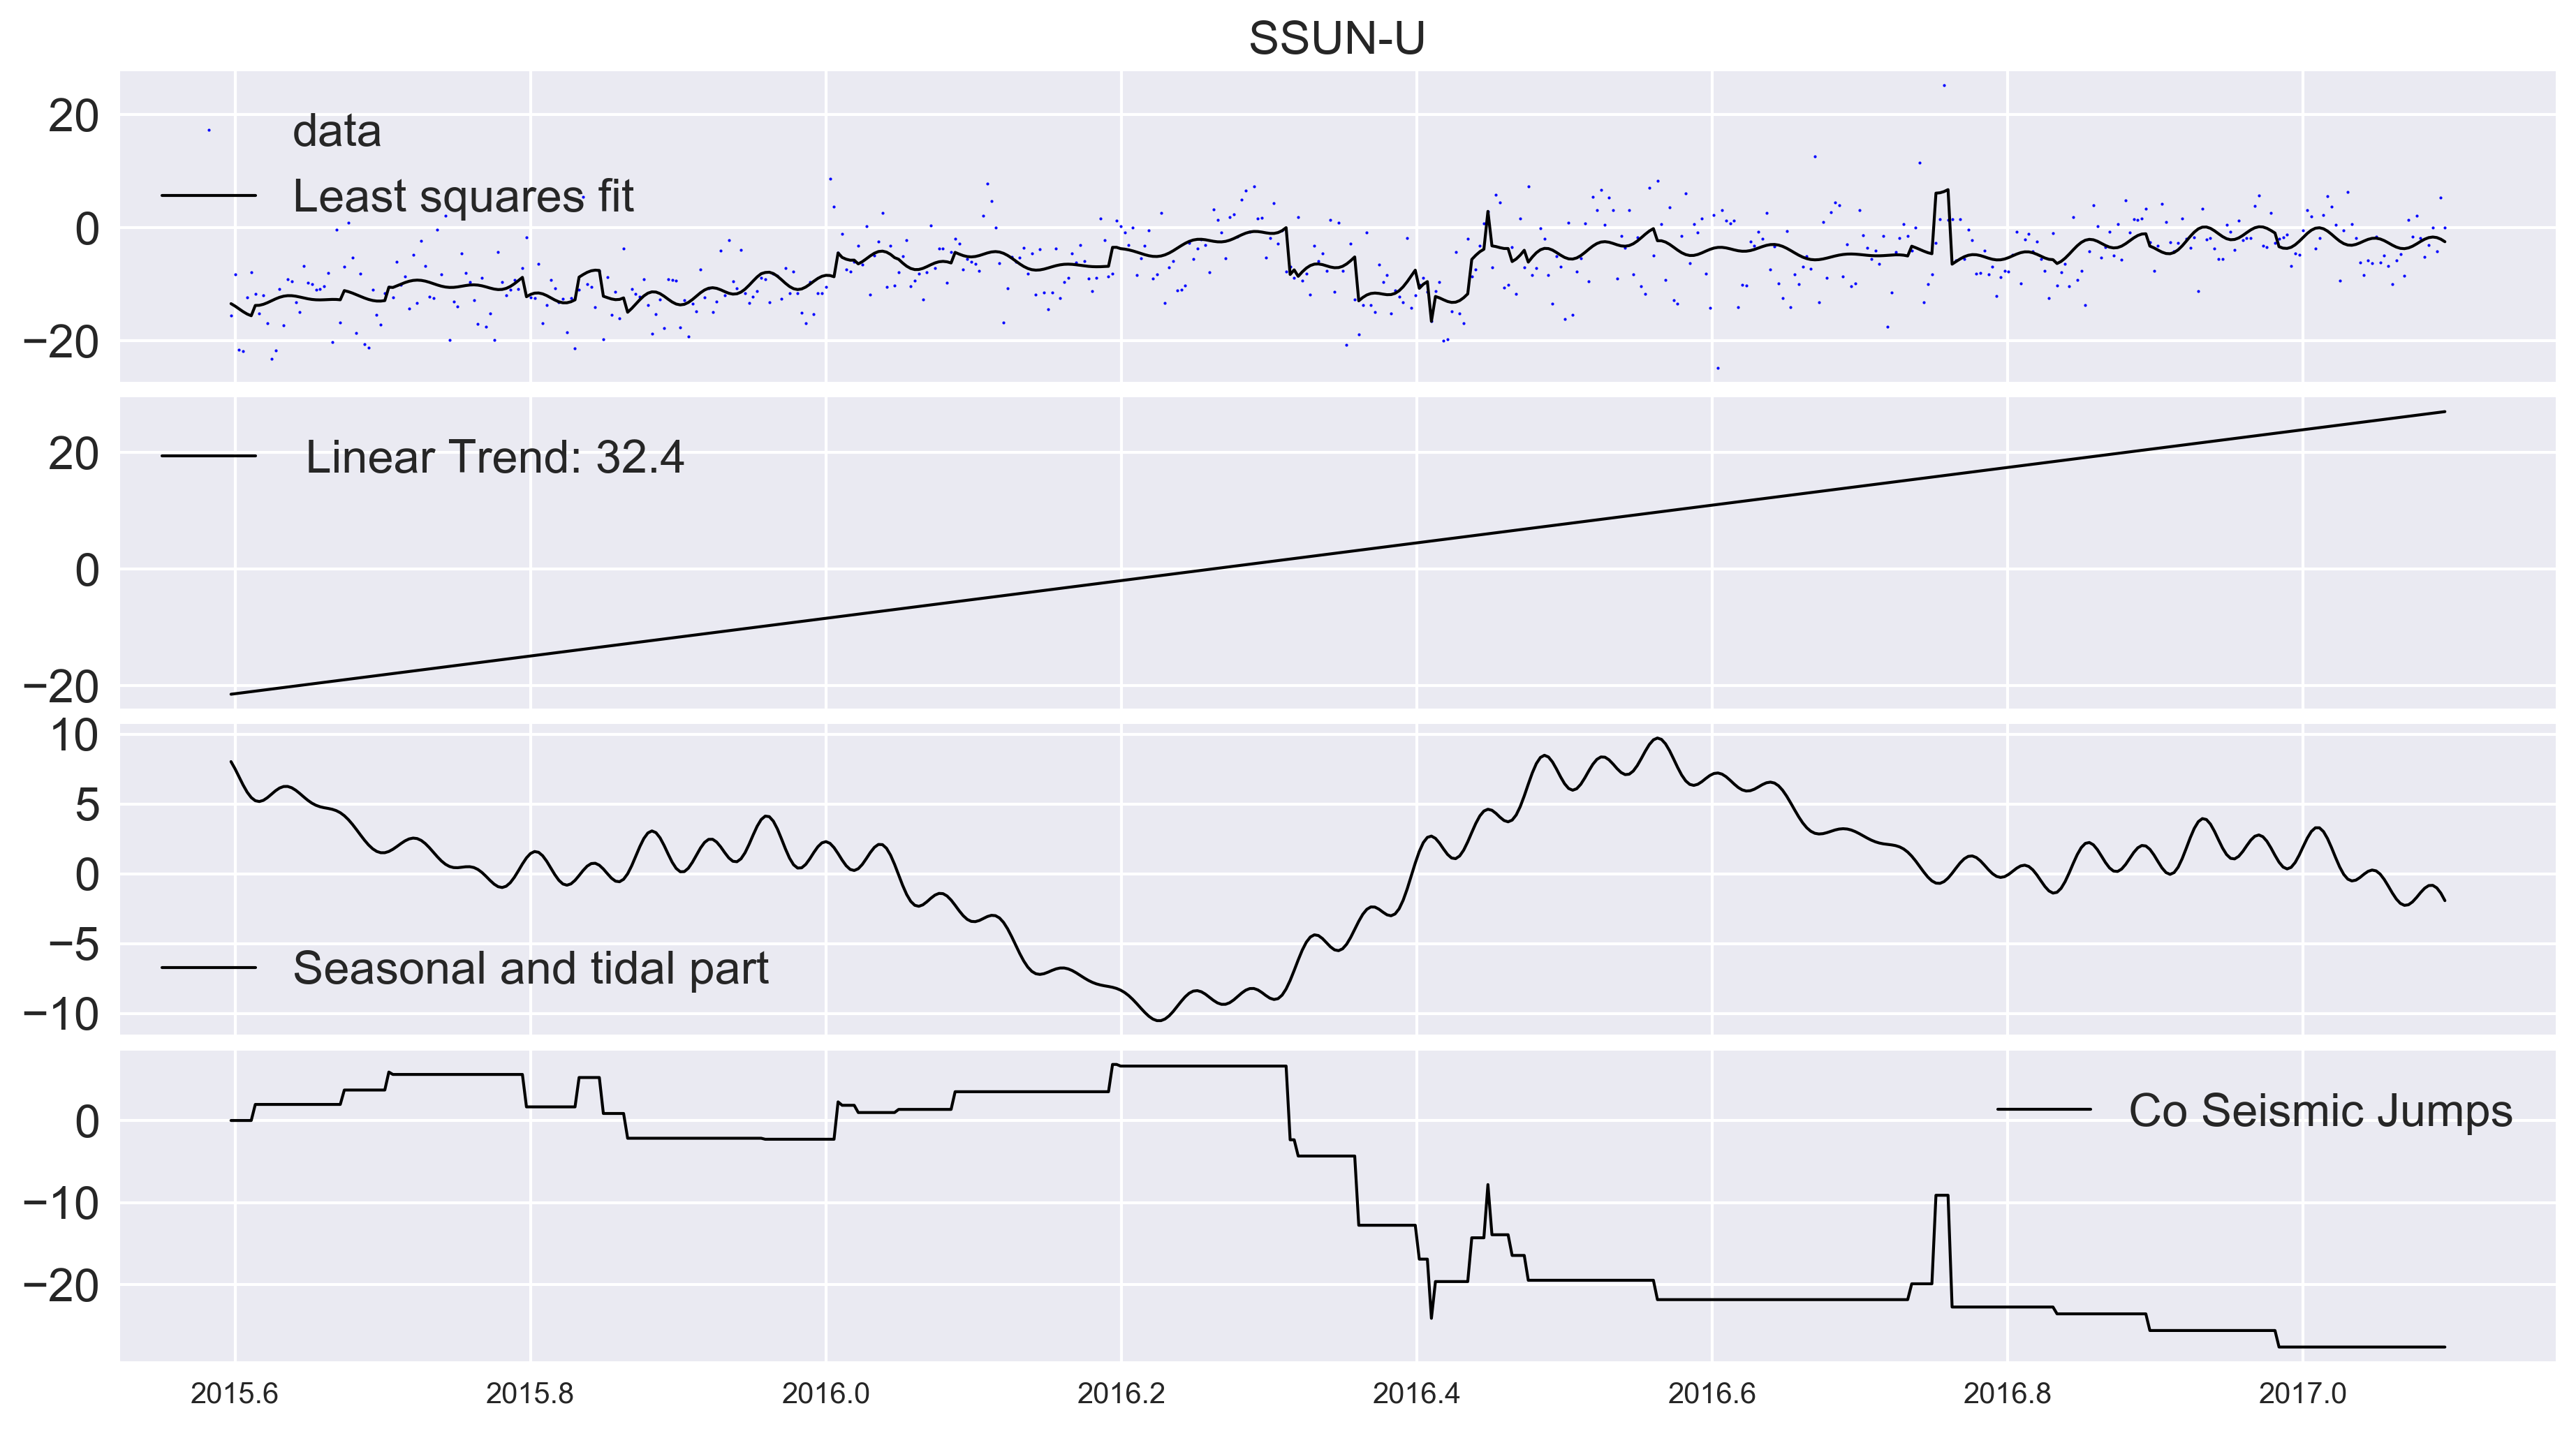 SSUN-U
20
0
−20
data
Least squares fit
20
0
−20
Linear Trend: 32.4
10
5
0
−5
−10
Seasonal and tidal part
0
−10
−20
Co Seismic Jumps
2015.6 2015.8 2016.0 2016.2 2016.4 2016.6 2016.8 2017.0